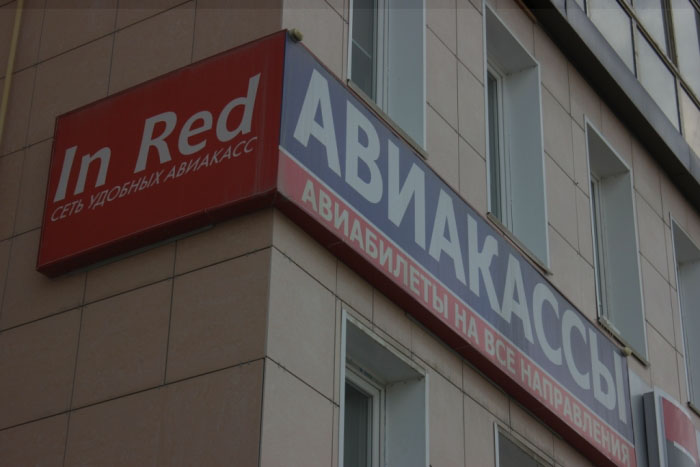 In Red
СЕТЬ УДОБНЫХ АВИАКАСС
АВИАКАССЫ
АВИАБИЛЕТЫ НА ВСЕ НАПРАВЛЕНИЯ